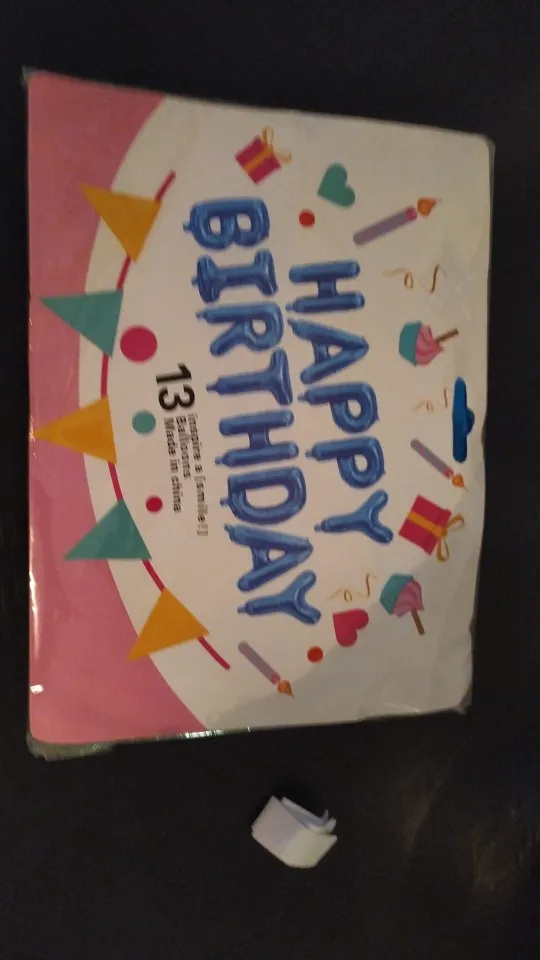 HAPPY
BIRTHDAY
13
inspire a (smile!)
Balloons
Made in china